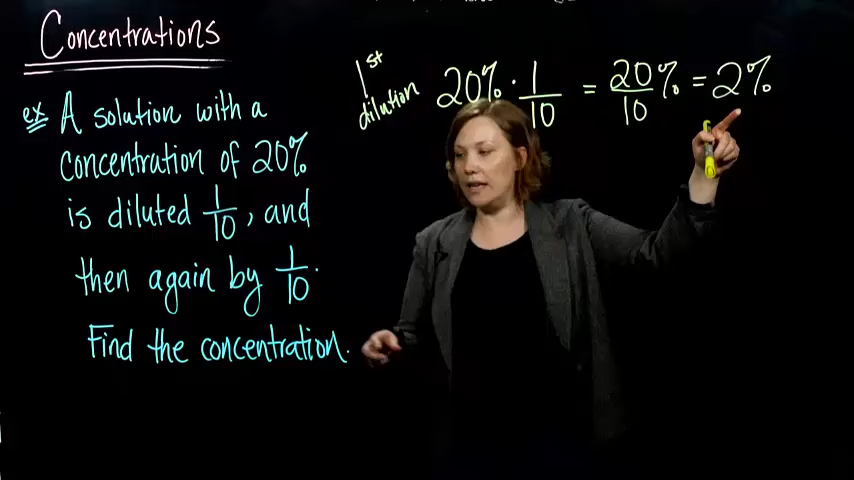 Concentrations
ex A solution with a
concentration of 20%
is diluted 1/10, and
then again by 1/10.
Find the concentration.
1st
dilution 20% · 1/10 = 20/10 % = 2%